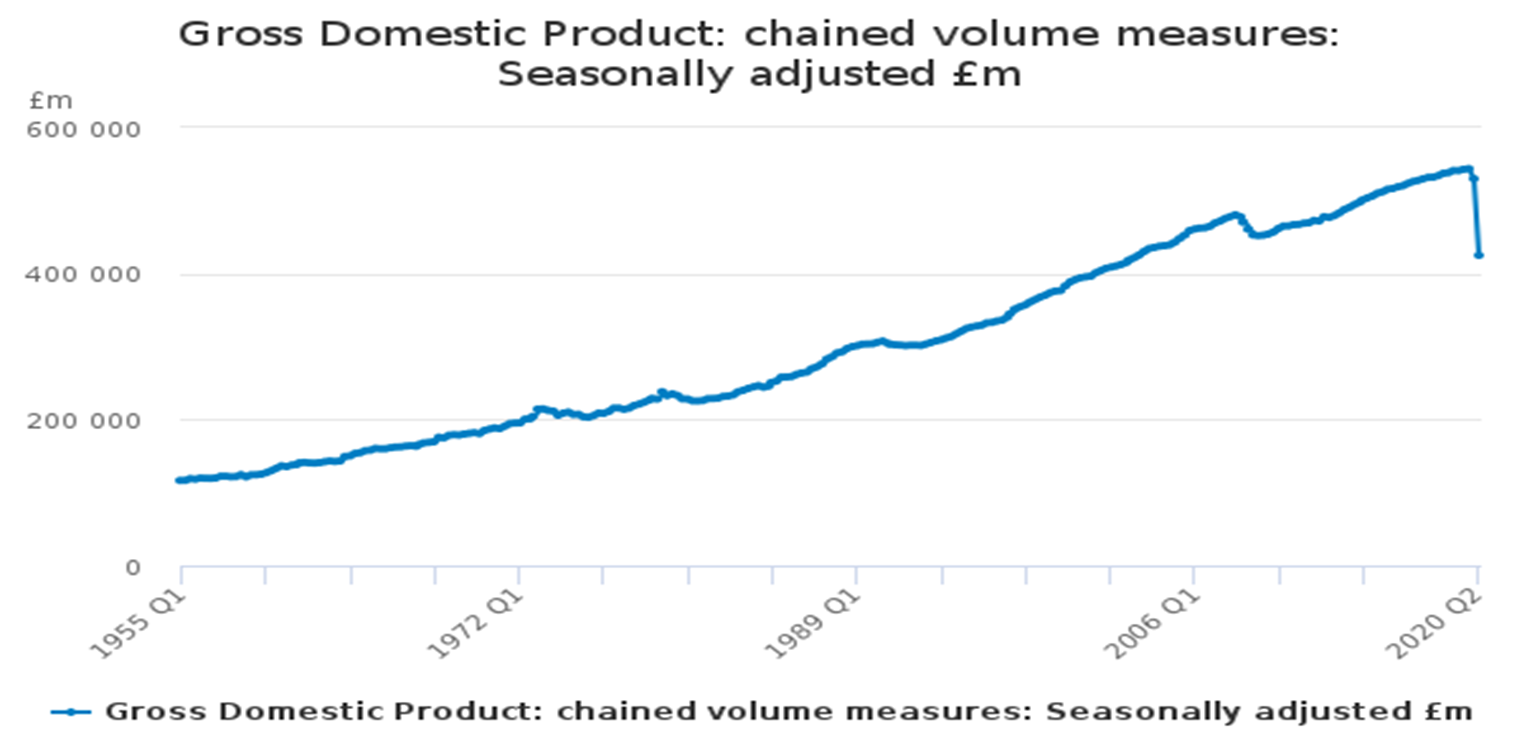 Gross Domestic Product: chained volume measures:
Seasonally adjusted £m
£m
600 000
400 000
200 000
0
1955 Q1
1972 Q1
1989 Q1
2006 Q1
2020 Q2
Gross Domestic Product: chained volume measures: Seasonally adjusted £m